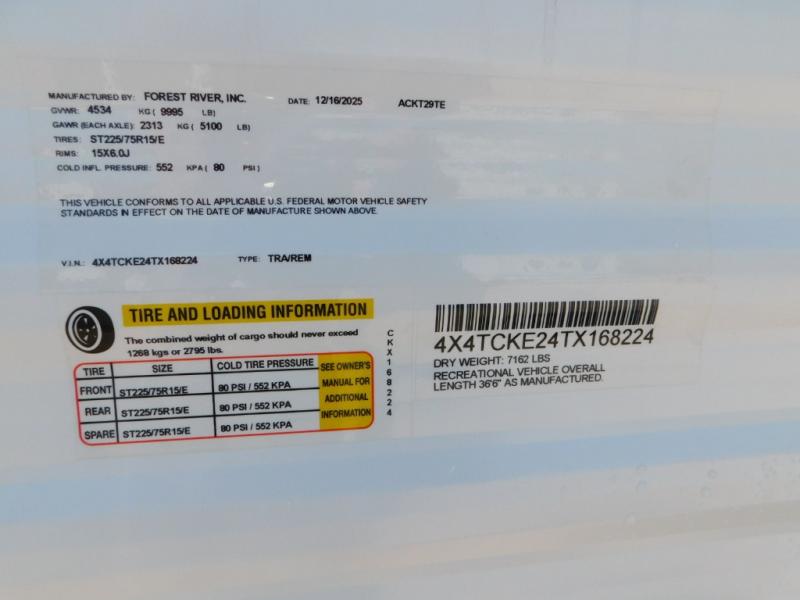 MANUFACTURED BY: FOREST RIVER, INC. DATE: 12/16/2025 ACKT29TE
GVWR: 4534 KG ( 9995 LB)
GAWR (EACH AXLE): 2313 KG ( 5100 LB)
TIRES: ST225/75R15/E
RIMS: 15X6.0J
COLD INFL. PRESSURE: 552 KPA ( 80 PSI )
THIS VEHICLE CONFORMS TO ALL APPLICABLE U.S. FEDERAL MOTOR VEHICLE SAFETY
STANDARDS IN EFFECT ON THE DATE OF MANUFACTURE SHOWN ABOVE.
V.I.N.: 4X4TCKE24TX168224 TYPE: TRA/REM
TIRE AND LOADING INFORMATION
The combined weight of cargo should never exceed
1268 kgs or 2795 lbs.
TIRE SIZE COLD TIRE PRESSURE
FRONT ST225/75R15/E 80 PSI / 552 KPA
REAR ST225/75R15/E 80 PSI / 552 KPA
SPARE ST225/75R15/E 80 PSI / 552 KPA
SEE OWNER'S
MANUAL FOR
ADDITIONAL
INFORMATION
CKX168224
4X4TCKE24TX168224
DRY WEIGHT: 7162 LBS
RECREATIONAL VEHICLE OVERALL
LENGTH 36'6" AS MANUFACTURED.